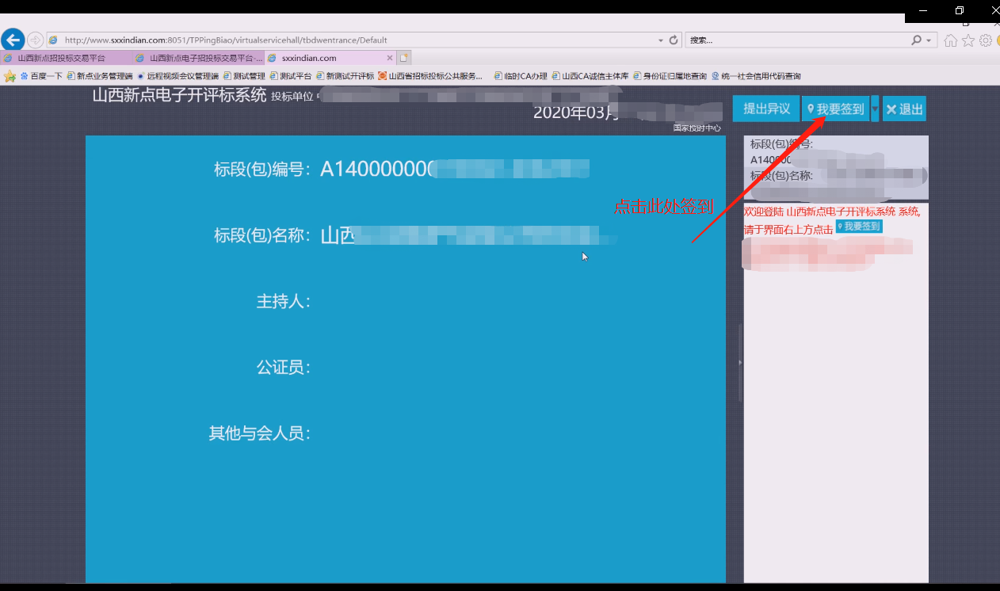 http://www.sxxindian.com:8051/TPPingBiao/virtualservicehall/tbdwentrance/Default
搜索...
山西新点招投标交易平台
山西新点电子招投标交易平台-...
sxxindian.com
百度一下
新点业务管理端
远程视频会议管理端
测试管理
测试平台
新测试开评标
山西省招标投标公共服务...
临时CA办理
山西CA诚信主体库
身份证归属地查询
统一社会信用代码查询
山西新点电子开评标系统 投标单位
2020年03月
国家授时中心
提出异议
我要签到
退出
标段(包)编号：A140000000
标段(包)名称：山西
主持人：
公证员：
其他与会人员：
点击此处签到
标段(包)编号:
A140000
标段(包)名称:
欢迎登陆 山西新点电子开评标系统 系统,
请于界面右上方点击 我要签到